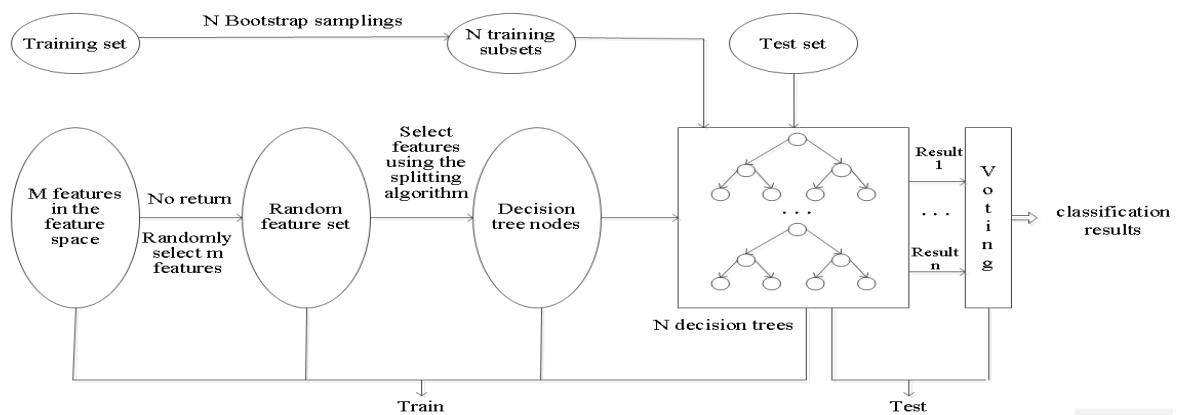 N Bootstrap samplings
Training set
N training
subsets
Test set
M features
in the
feature
space
No return
Randomly
select m
features
Random
feature set
Select
features
using the
splitting
algorithm
Decision
tree nodes
...
N decision trees
Result
1
...
Result
n
Voting
classification
results
Train
Test